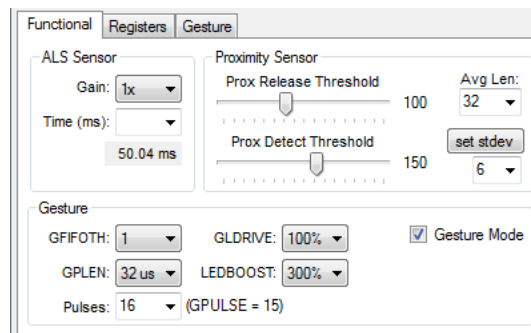 Functional Registers Gesture
ALS Sensor
Gain: 1x
Time (ms):
50.04 ms
Proximity Sensor
Prox Release Threshold
100
Avg Len:
32
Prox Detect Threshold
150
set stdev
6
Gesture
GFIFOTH: 1
GLDRIVE: 100%
Gesture Mode
GPLEN: 32 us
LEDBOOST: 300%
Pulses: 16 (GPULSE = 15)